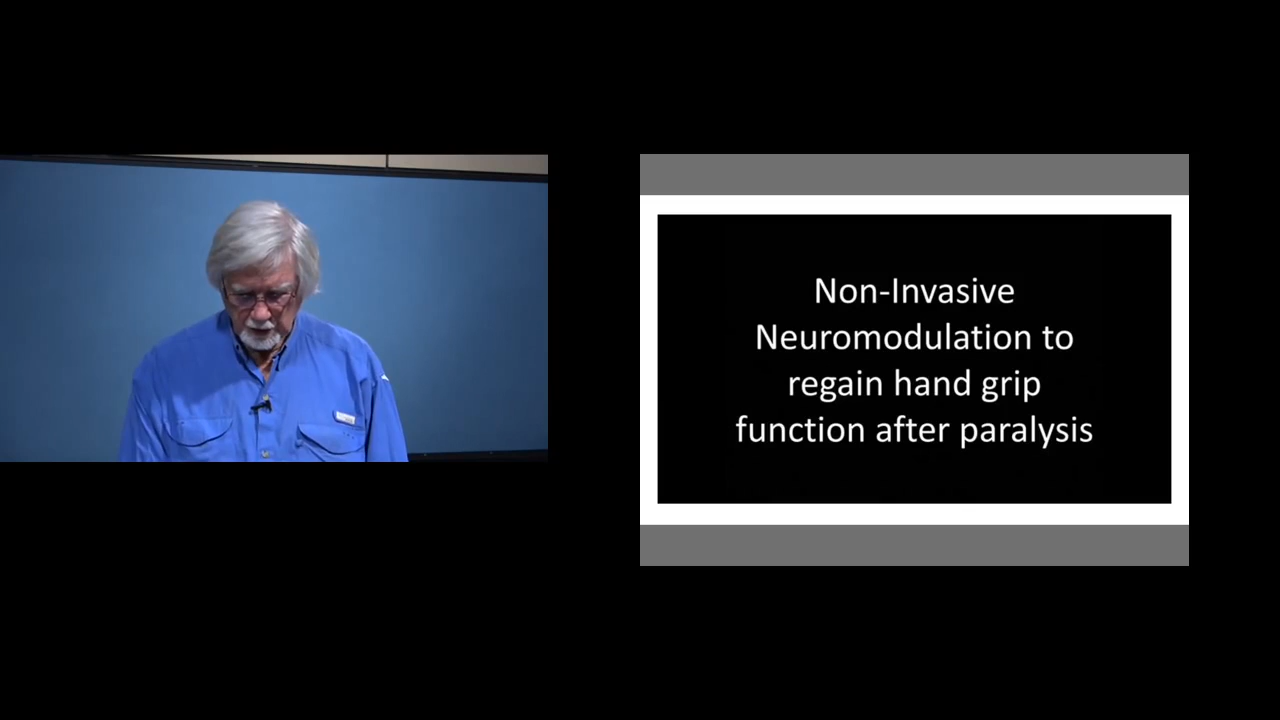 Non-Invasive
Neuromodulation to
regain hand grip
function after paralysis